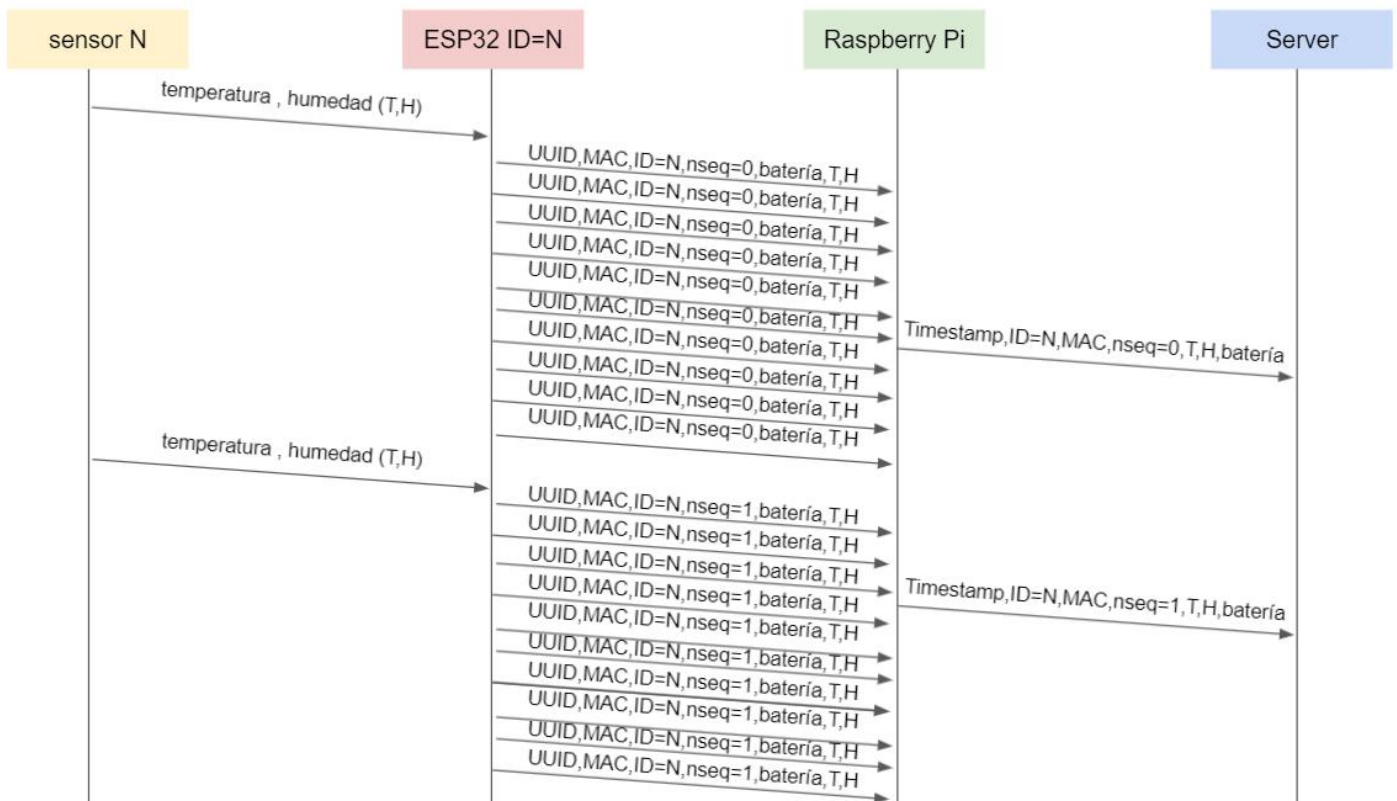 sensor N
ESP32 ID=N
Raspberry Pi
Server
temperatura , humedad (T,H)
UUID,MAC,ID=N,nseq=0,batería,T,H
UUID,MAC,ID=N,nseq=0,batería,T,H
UUID,MAC,ID=N,nseq=0,batería,T,H
UUID,MAC,ID=N,nseq=0,batería,T,H
UUID,MAC,ID=N,nseq=0,batería,T,H
UUID,MAC,ID=N,nseq=0,batería,T,H
Timestamp,ID=N,MAC,nseq=0,T,H,batería
UUID,MAC,ID=N,nseq=0,batería,T,H
UUID,MAC,ID=N,nseq=0,batería,T,H
UUID,MAC,ID=N,nseq=0,batería,T,H
UUID,MAC,ID=N,nseq=0,batería,T,H
temperatura , humedad (T,H)
UUID,MAC,ID=N,nseq=1,batería,T,H
UUID,MAC,ID=N,nseq=1,batería,T,H
UUID,MAC,ID=N,nseq=1,batería,T,H
UUID,MAC,ID=N,nseq=1,batería,T,H
Timestamp,ID=N,MAC,nseq=1,T,H,batería
UUID,MAC,ID=N,nseq=1,batería,T,H
UUID,MAC,ID=N,nseq=1,batería,T,H
UUID,MAC,ID=N,nseq=1,batería,T,H
UUID,MAC,ID=N,nseq=1,batería,T,H
UUID,MAC,ID=N,nseq=1,batería,T,H
UUID,MAC,ID=N,nseq=1,batería,T,H